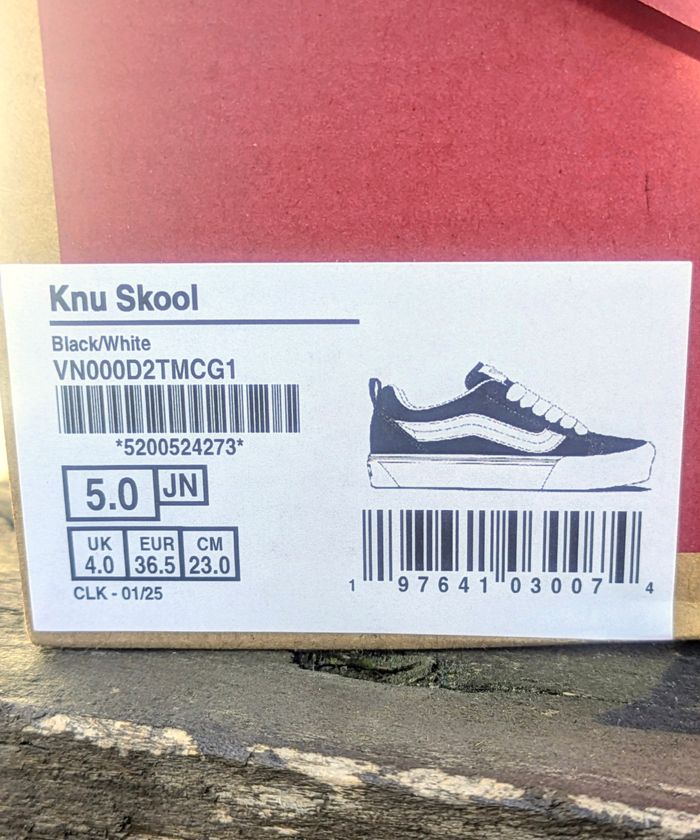 Knu Skool
Black/White
VN000D2TMCG1
*5200524273*
5.0 JN
UK EUR CM
4.0 36.5 23.0
CLK - 01/25
1 97641 03007 4